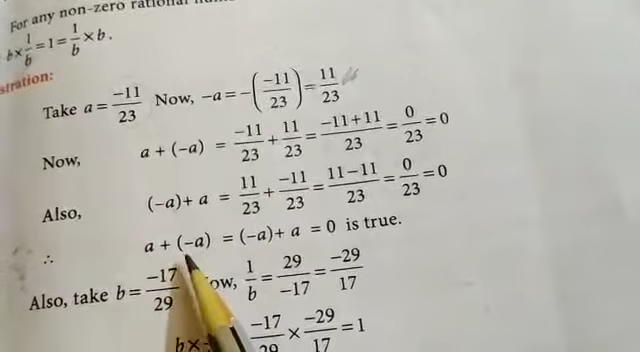 For any non-zero rational
b × 1/b = 1 = 1/b × b.
stration:
Take a = -11/23 Now, -a = -(-11/23) = 11/23
Now, a + (-a) = -11/23 + 11/23 = -11+11/23 = 0/23 = 0
Also, (-a) + a = 11/23 + -11/23 = 11-11/23 = 0/23 = 0
∴ a + (-a) = (-a) + a = 0 is true.
Also, take b = -17/29 ow, 1/b = 29/-17 = -29/17
b × -17/29 × -29/17 = 1